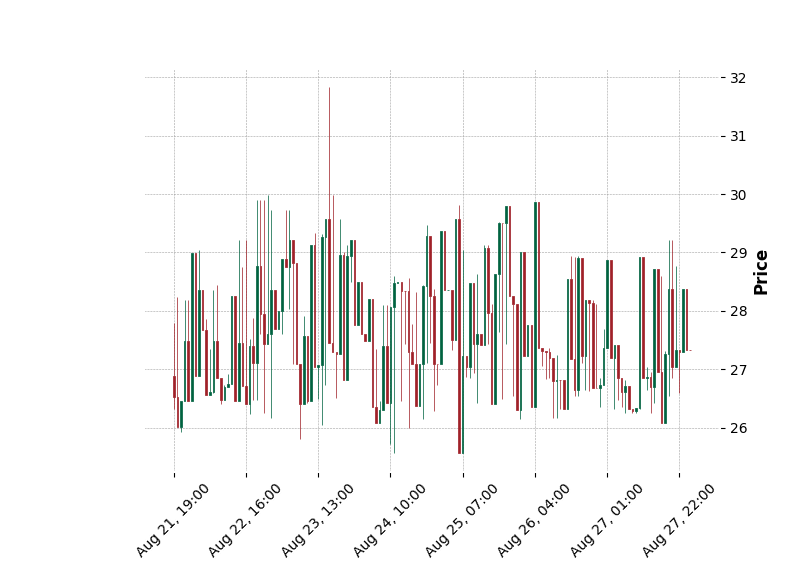 32
31
30
29
28
27
26
Price
Aug 21, 19:00
Aug 22, 16:00
Aug 23, 13:00
Aug 24, 10:00
Aug 25, 07:00
Aug 26, 04:00
Aug 27, 01:00
Aug 27, 22:00